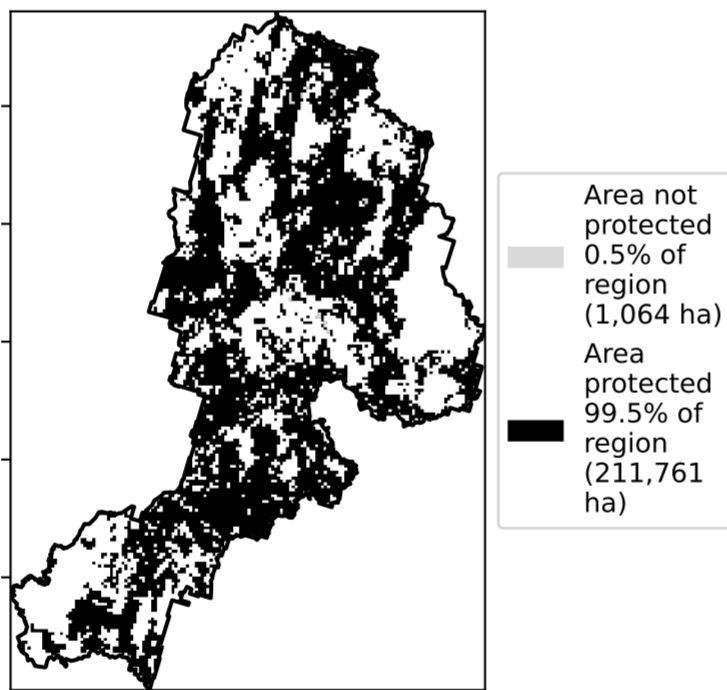 Area not
protected
0.5% of
region
(1,064 ha)
Area
protected
99.5% of
region
(211,761
ha)